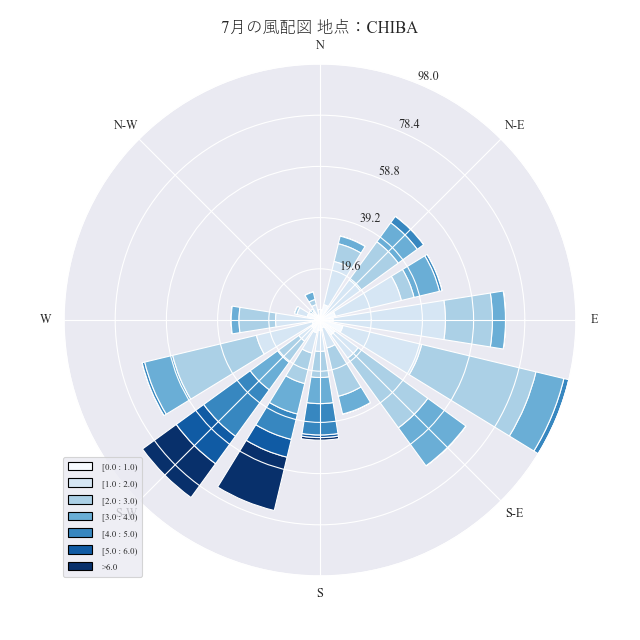 7月の風配図 地点：CHIBA
N
98.0
N-W
78.4
N-E
58.8
39.2
19.6
W
E
[0.0 : 1.0)
[1.0 : 2.0)
[2.0 : 3.0)
[3.0 : 4.0)
S-W
S-E
[4.0 : 5.0)
[5.0 : 6.0)
>6.0
S